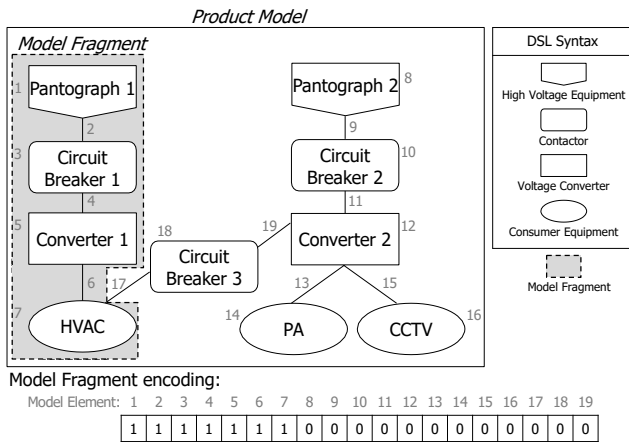 Product Model
Model Fragment
DSL Syntax
1
Pantograph 1
Pantograph 2
8
High Voltage Equipment
2
9
3
Circuit
Breaker 1
Circuit
Breaker 2
10
Contactor
4
11
Voltage Converter
5
Converter 1
18
Circuit
Breaker 3
19
Converter 2
12
Consumer Equipment
6
17
13
15
Model Fragment
7
HVAC
14
PA
CCTV
16
Model Fragment encoding:
Model Element: 1 2 3 4 5 6 7 8 9 10 11 12 13 14 15 16 17 18 19
1 1 1 1 1 1 1 0 0 0 0 0 0 0 0 0 0 0 0